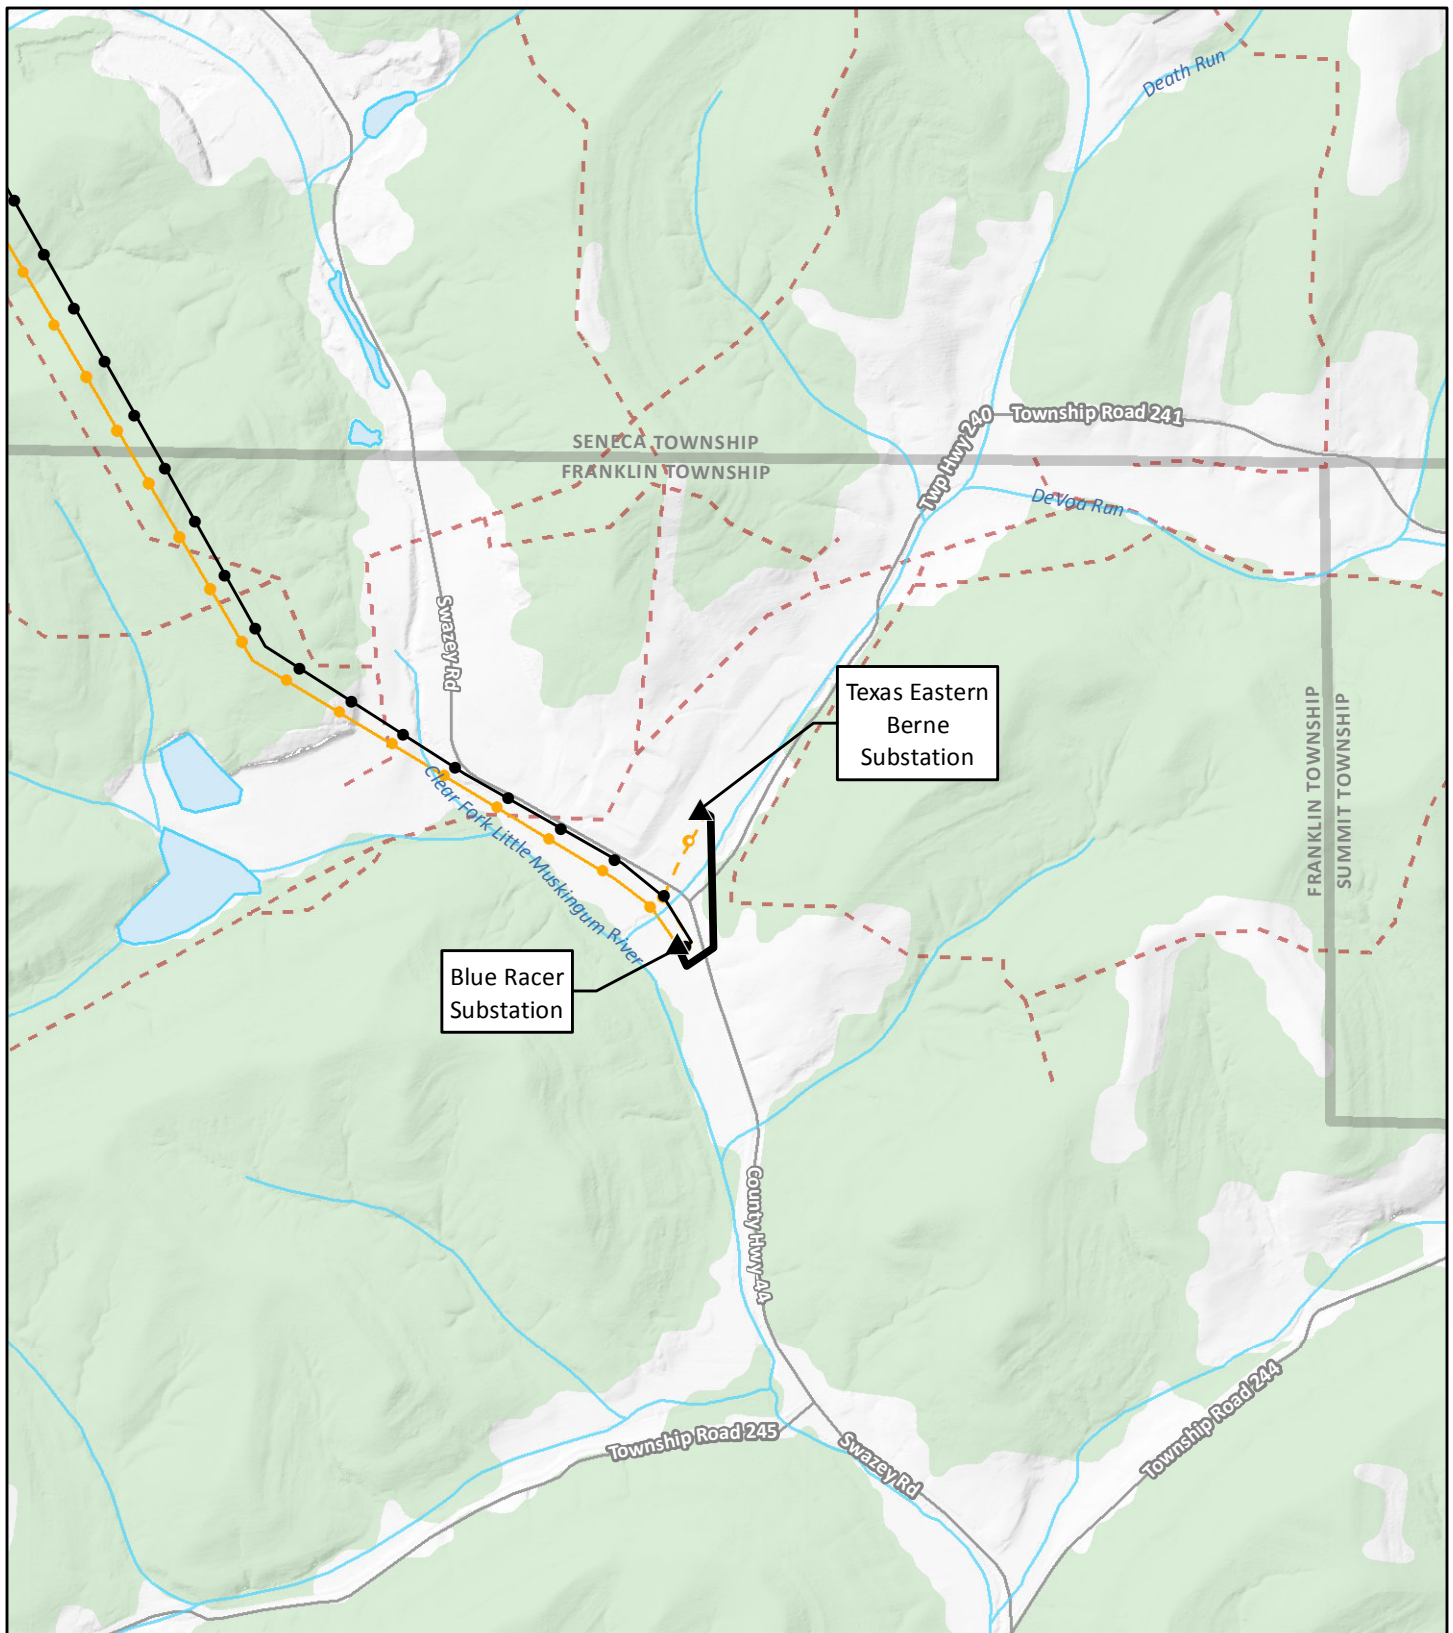 Death Run
Twp Hwy 240
Township Road 241
SENECA TOWNSHIP
FRANKLIN TOWNSHIP
DeVoa Run
Swazey Rd
Texas Eastern
Berne
Substation
FRANKLIN TOWNSHIP
SUMMIT TOWNSHIP
Clear Fork Little Muskingum River
Blue Racer
Substation
County Hwy 44
Township Road 244
Township Road 245
Swazey Rd